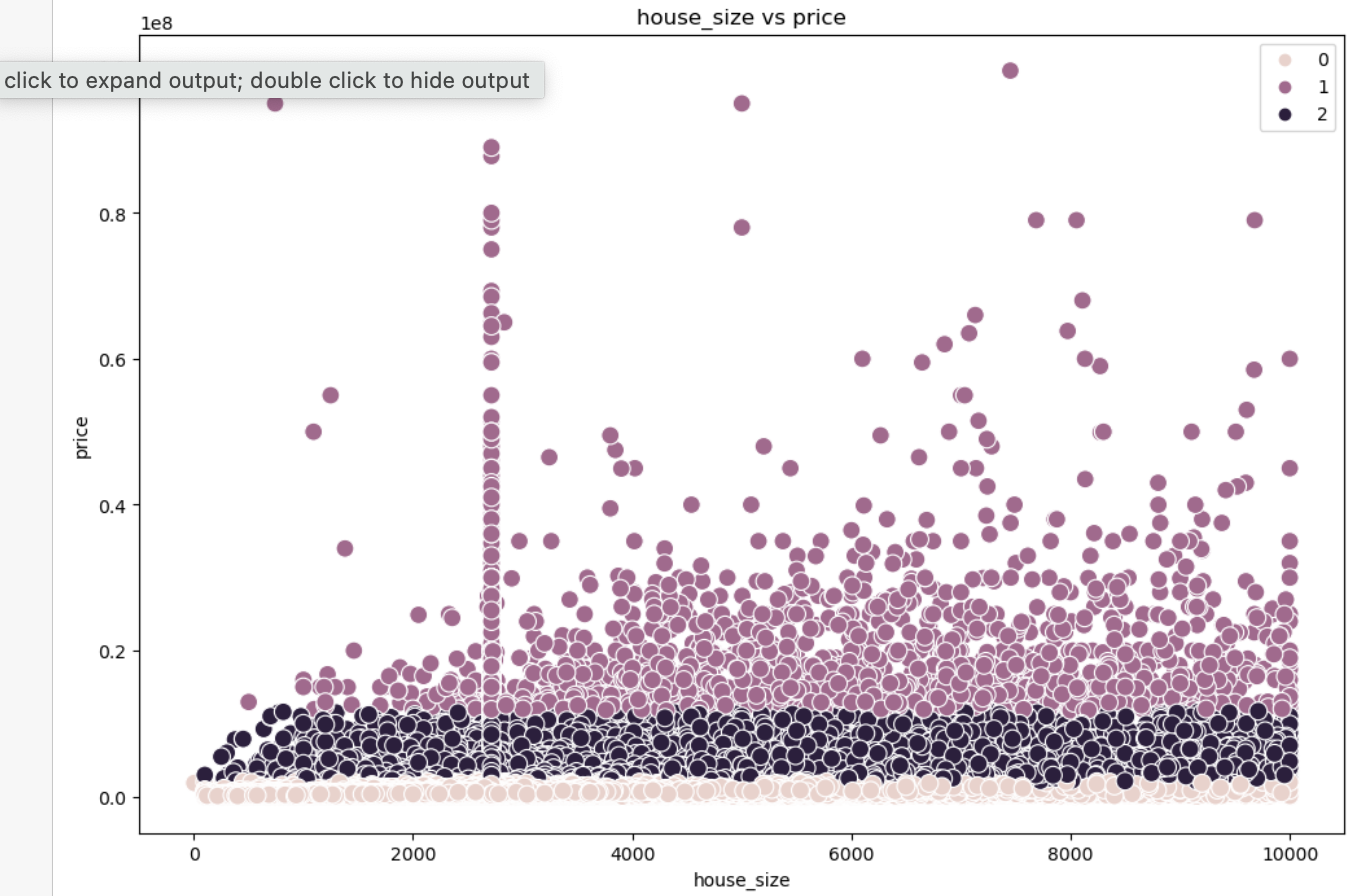 house_size vs price
1e8
click to expand output; double click to hide output
0
1
2
0.8
0.6
0.4
0.2
0.0
price
0 2000 4000 6000 8000 10000
house_size